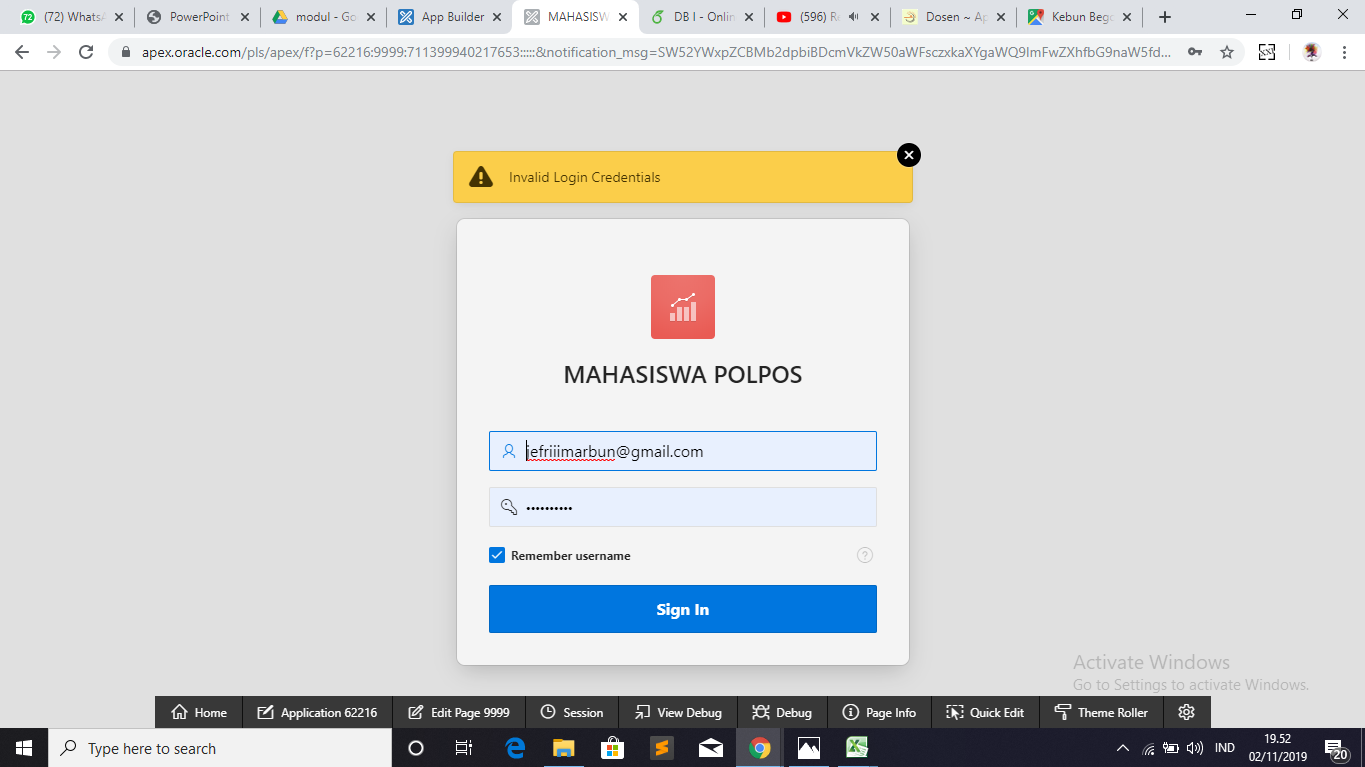 (72) WhatsA
PowerPoint
modul - Go
App Builder
MAHASISW
DB I - Onlin
(596) R
Dosen ~ Ap
Kebun Bego
apex.oracle.com/pls/apex/f?p=62216:9999:711399940217653:::::&notification_msg=SW52YWxpZCBMb2dpbiBDcmVkZW50aWFsczxkaXYgaWQ9ImFwZXhfbG9naW5fd...
Invalid Login Credentials
MAHASISWA POLPOS
jefriiimarbun@gmail.com
Remember username
?
Sign In
Activate Windows
Go to Settings to activate Windows.
Home
Application 62216
Edit Page 9999
Session
View Debug
Debug
Page Info
Quick Edit
Theme Roller
Type here to search
IND
19.52
02/11/2019
20